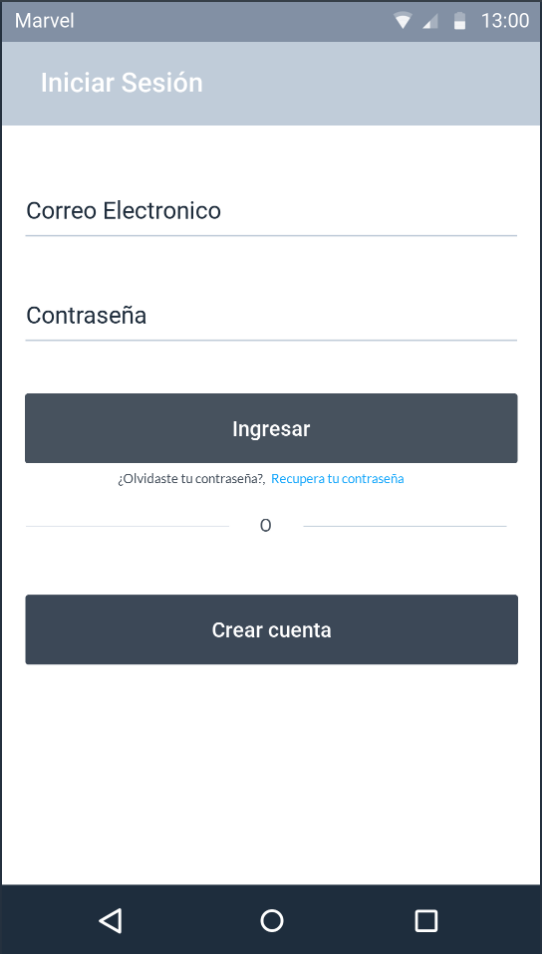 Marvel 13:00
Iniciar Sesión
Correo Electronico
Contraseña
Ingresar
¿Olvidaste tu contraseña?, Recupera tu contraseña
O
Crear cuenta